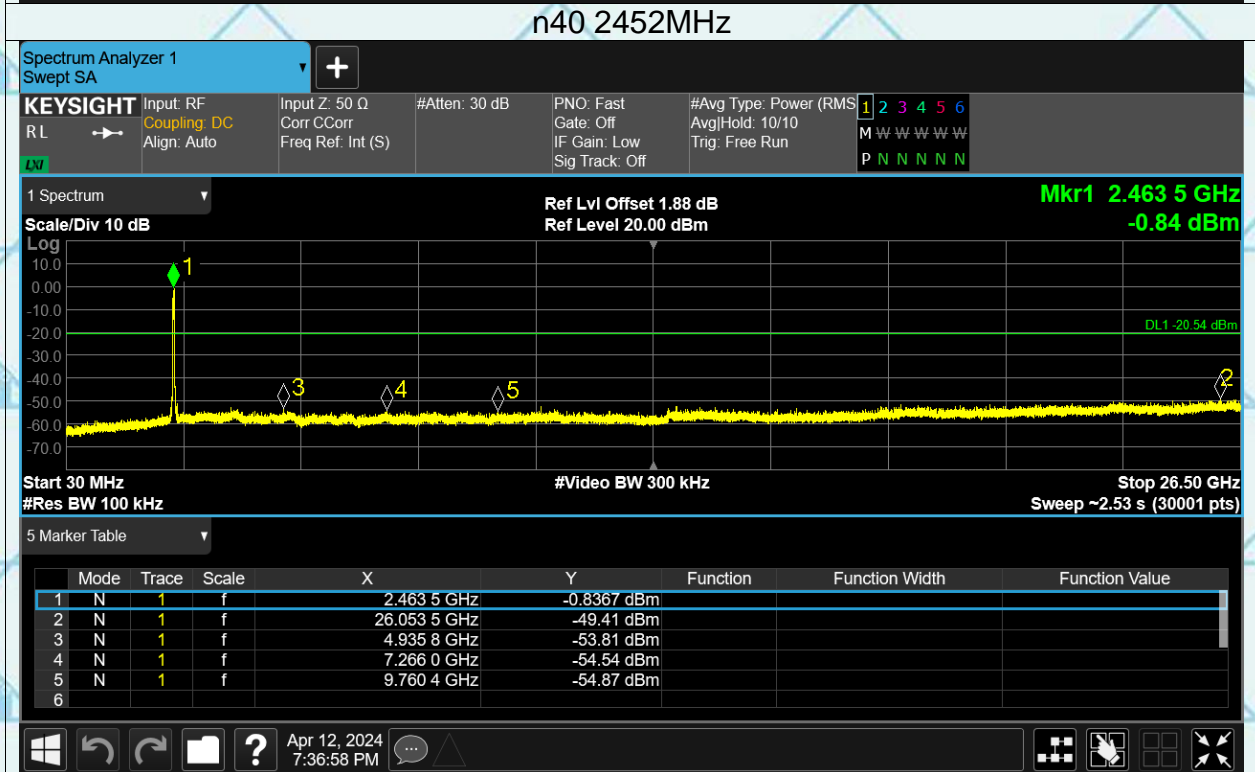 n40 2452MHz
Spectrum Analyzer 1
Swept SA
KEYSIGHT Input: RF Input Z: 50 Ω #Atten: 30 dB PNO: Fast #Avg Type: Power (RMS 1 2 3 4 5 6
R L Coupling: DC Corr CCorr Gate: Off Avg|Hold: 10/10 M W W W W W
Align: Auto Freq Ref: Int (S) IF Gain: Low Trig: Free Run
LXI Sig Track: Off P N N N N N
1 Spectrum Ref Lvl Offset 1.88 dB Mkr1 2.463 5 GHz
Scale/Div 10 dB Ref Level 20.00 dBm -0.84 dBm
Log
10.0 1
0.00
-10.0
-20.0 DL1 -20.54 dBm
-30.0
-40.0 3 4 5 2
-50.0
-60.0
-70.0
Start 30 MHz #Video BW 300 kHz Stop 26.50 GHz
#Res BW 100 kHz Sweep ~2.53 s (30001 pts)
5 Marker Table
Mode Trace Scale X Y Function Function Width Function Value
1 N 1 f 2.463 5 GHz -0.8367 dBm
2 N 1 f 26.053 5 GHz -49.41 dBm
3 N 1 f 4.935 8 GHz -53.81 dBm
4 N 1 f 7.266 0 GHz -54.54 dBm
5 N 1 f 9.760 4 GHz -54.87 dBm
6
? Apr 12, 2024
7:36:58 PM